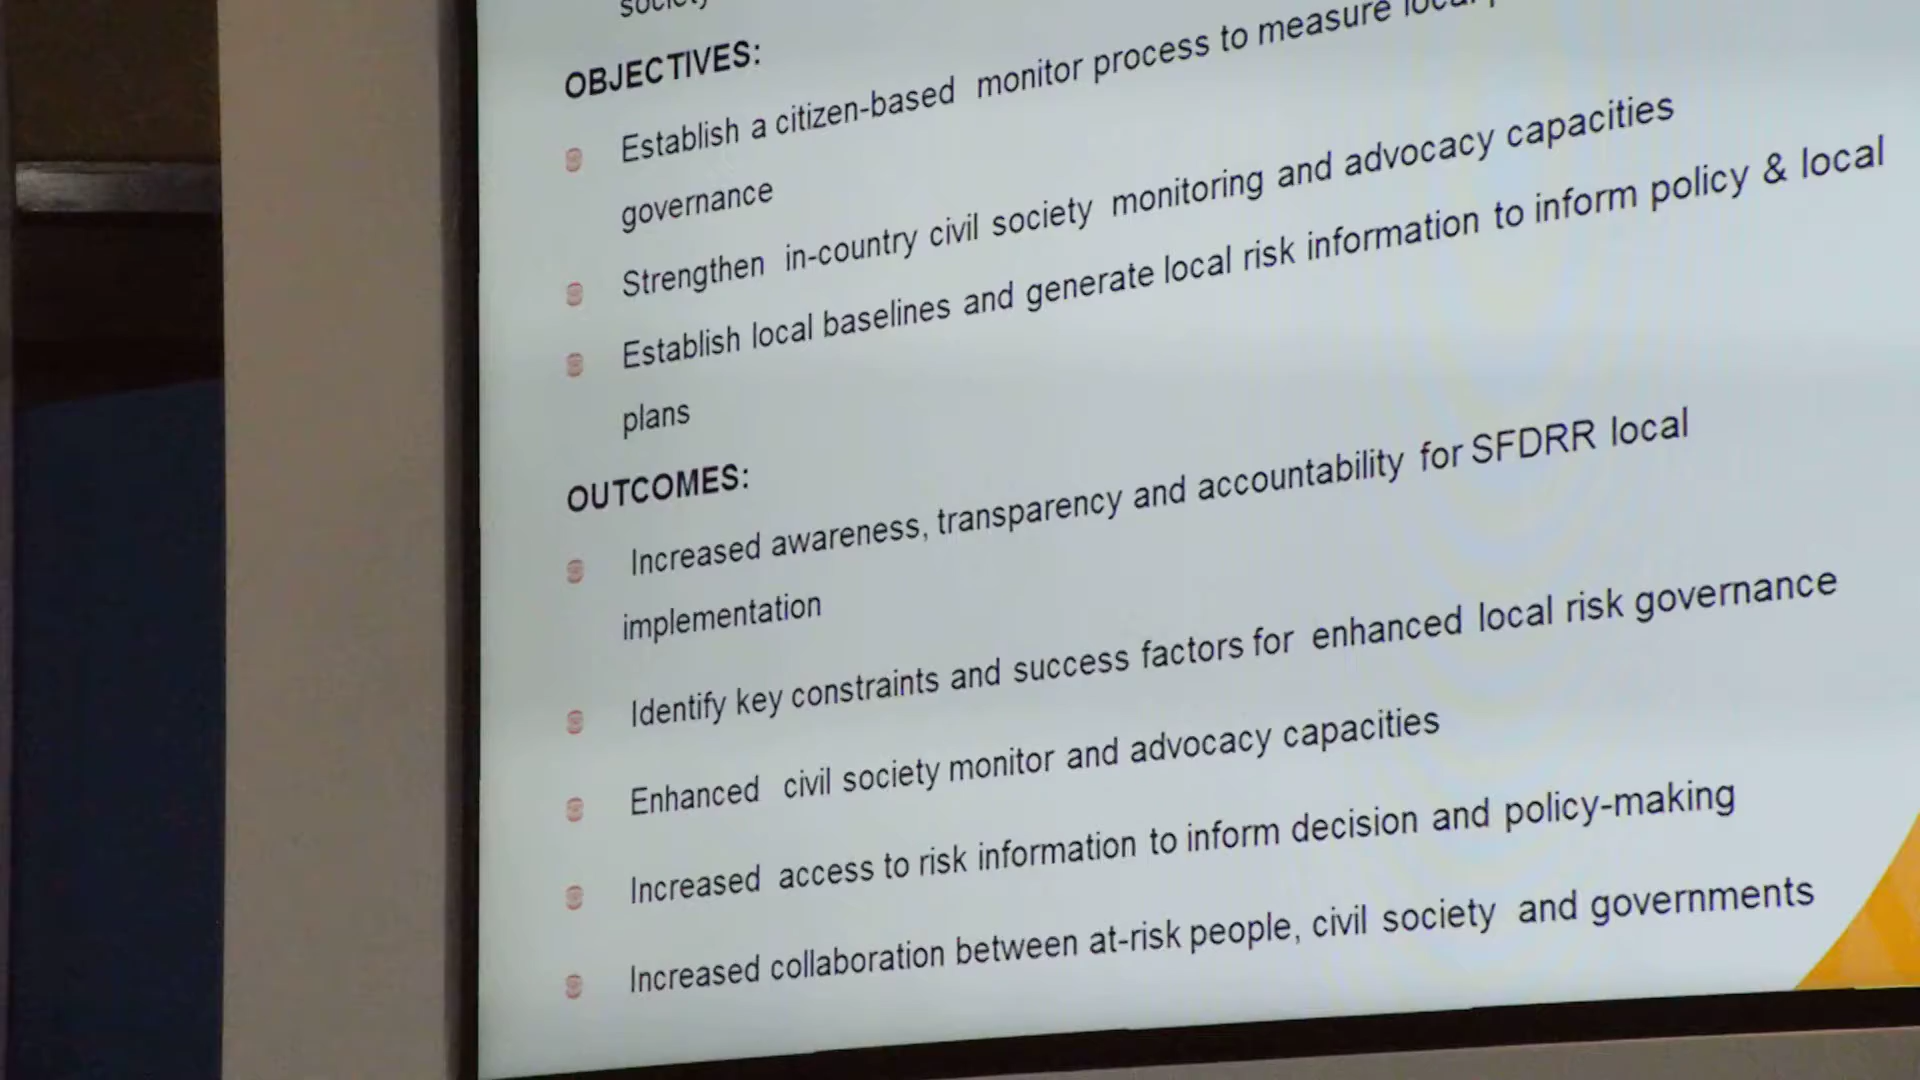 society
OBJECTIVES:
Establish a citizen-based monitor process to measure local
governance
Strengthen in-country civil society monitoring and advocacy capacities
Establish local baselines and generate local risk information to inform policy & local
plans
OUTCOMES:
Increased awareness, transparency and accountability for SFDRR local
implementation
Identify key constraints and success factors for enhanced local risk governance
Enhanced civil society monitor and advocacy capacities
Increased access to risk information to inform decision and policy-making
Increased collaboration between at-risk people, civil society and governments